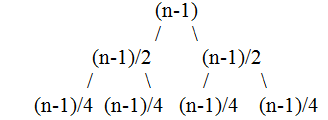 (n-1)
/ \
(n-1)/2 (n-1)/2
/ \ / \
(n-1)/4 (n-1)/4 (n-1)/4 (n-1)/4